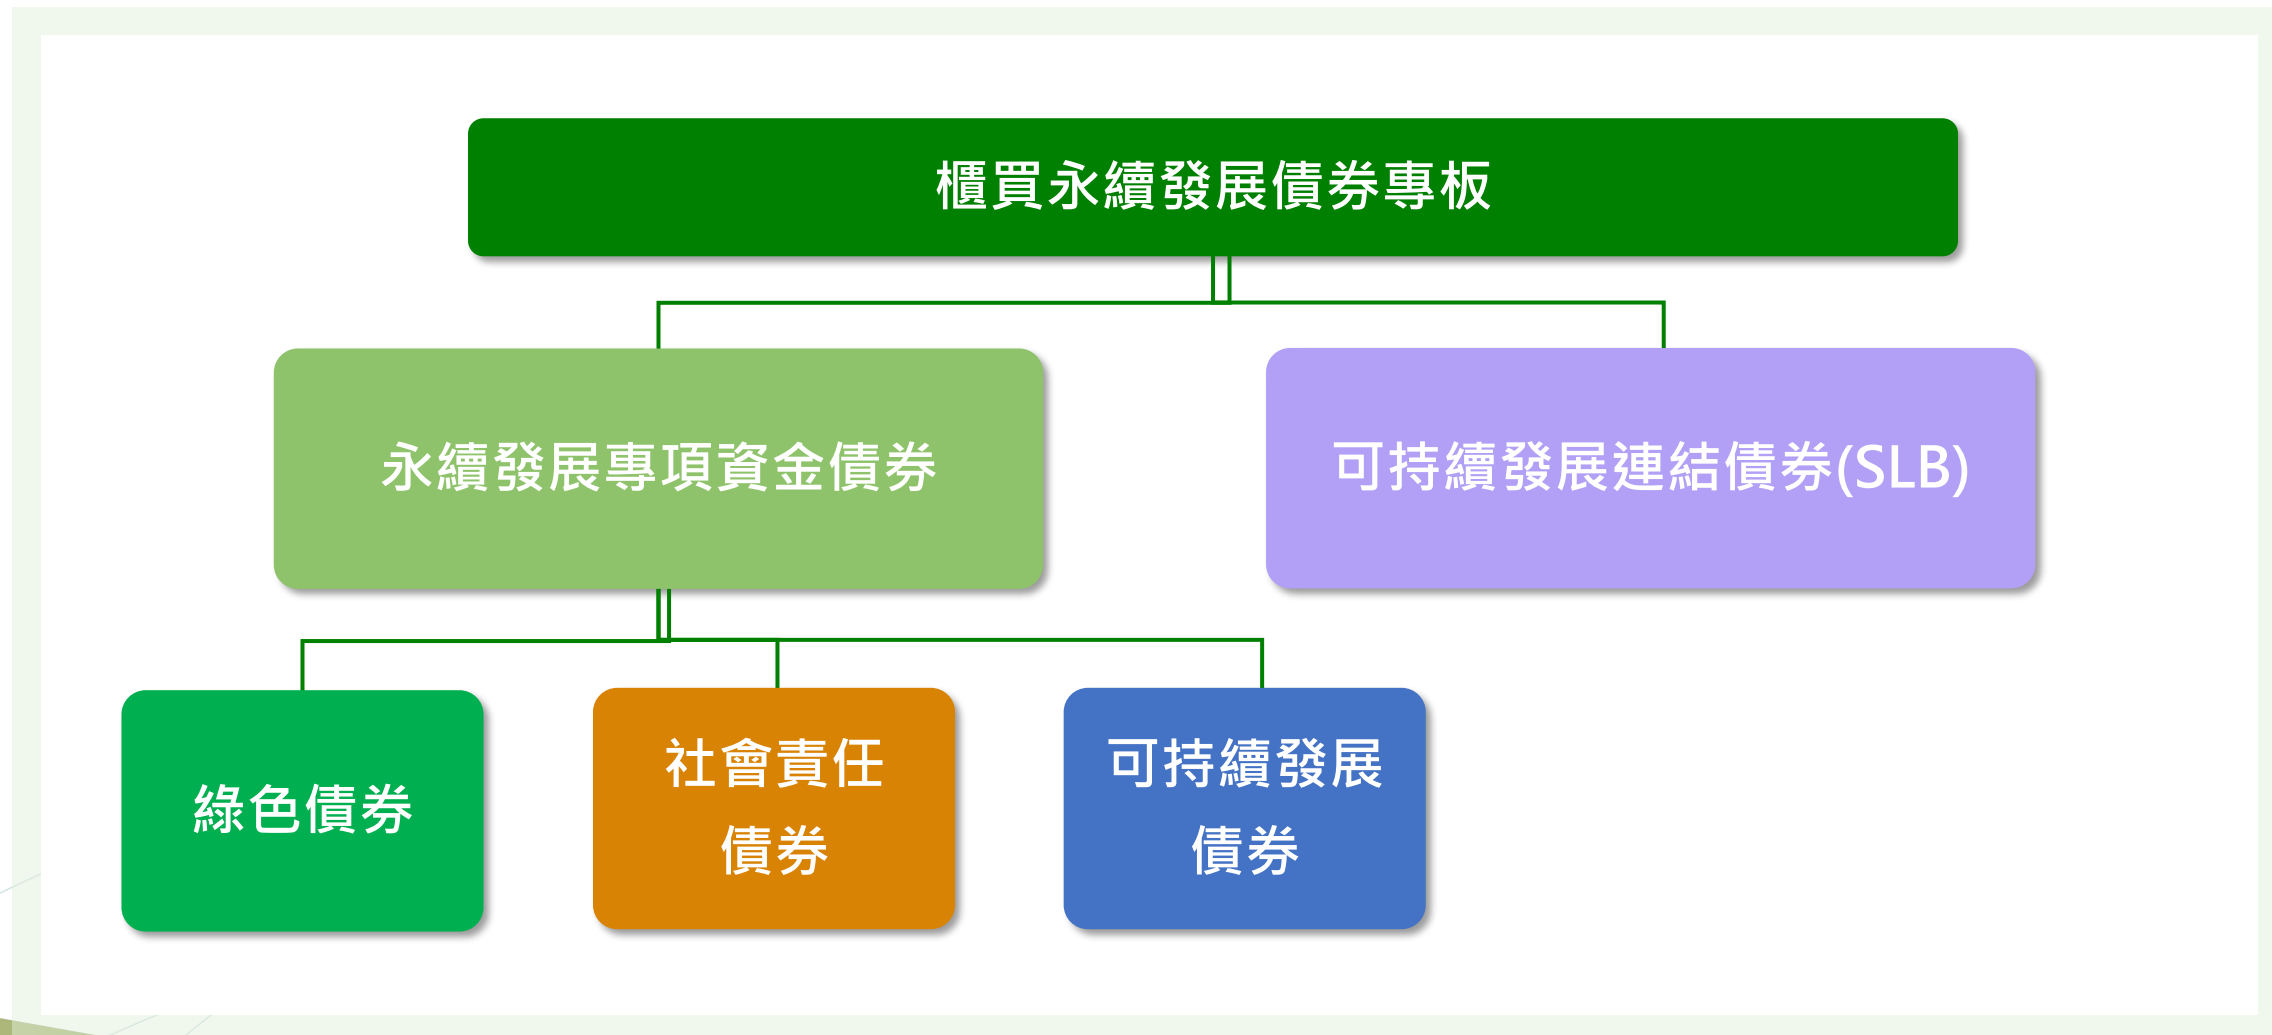 櫃買永續發展債券專板
永續發展專項資金債券
可持續發展連結債券(SLB)
綠色債券
社會責任
債券
可持續發展
債券